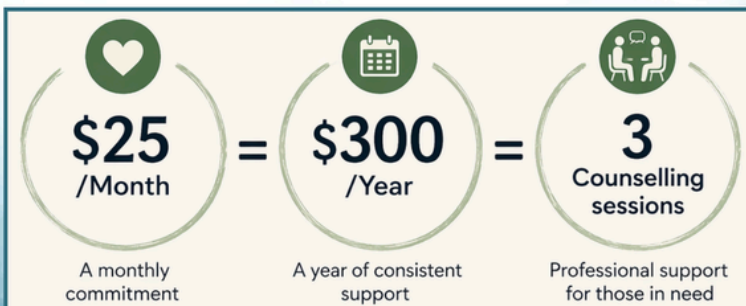 $25
/Month
=
$300
/Year
=
3
Counselling
sessions
A monthly
commitment
A year of consistent
support
Professional support
for those in need